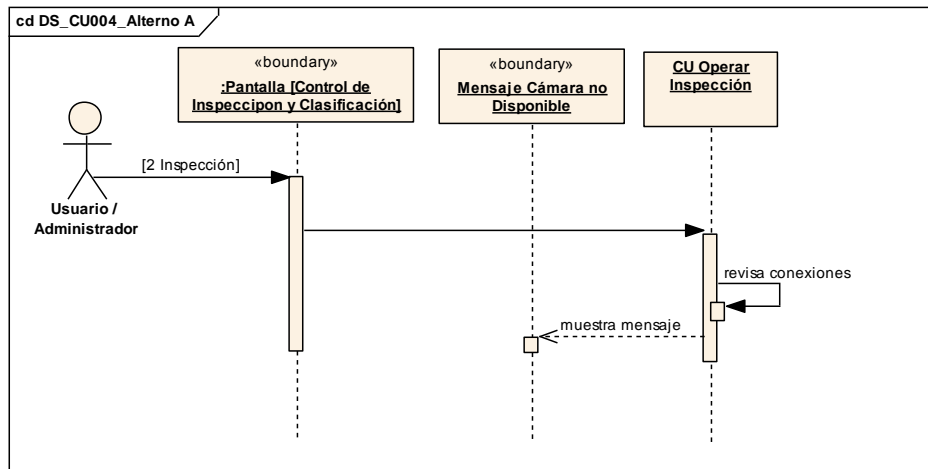 cd DS_CU004_Alterno A
«boundary»
:Pantalla [Control de
Inspeccipon y Clasificación]
«boundary»
Mensaje Cámara no
Disponible
CU Operar
Inspección
[2 Inspección]
Usuario /
Administrador
revisa conexiones
muestra mensaje